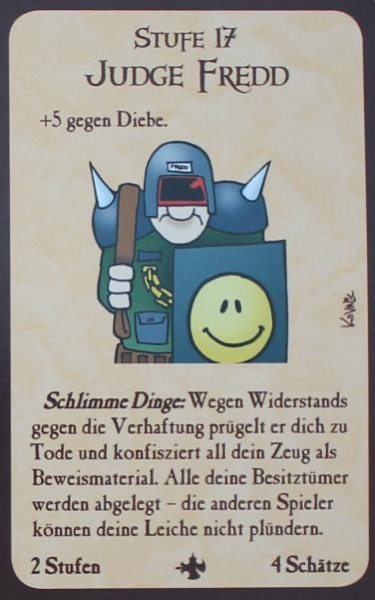 Stufe 17
Judge Fredd
+5 gegen Diebe.
FREDD
Kovalic
Schlimme Dinge: Wegen Widerstands
gegen die Verhaftung prügelt er dich zu
Tode und konfisziert all dein Zeug als
Beweismaterial. Alle deine Besitztümer
werden abgelegt – die anderen Spieler
können deine Leiche nicht plündern.
2 Stufen 4 Schätze